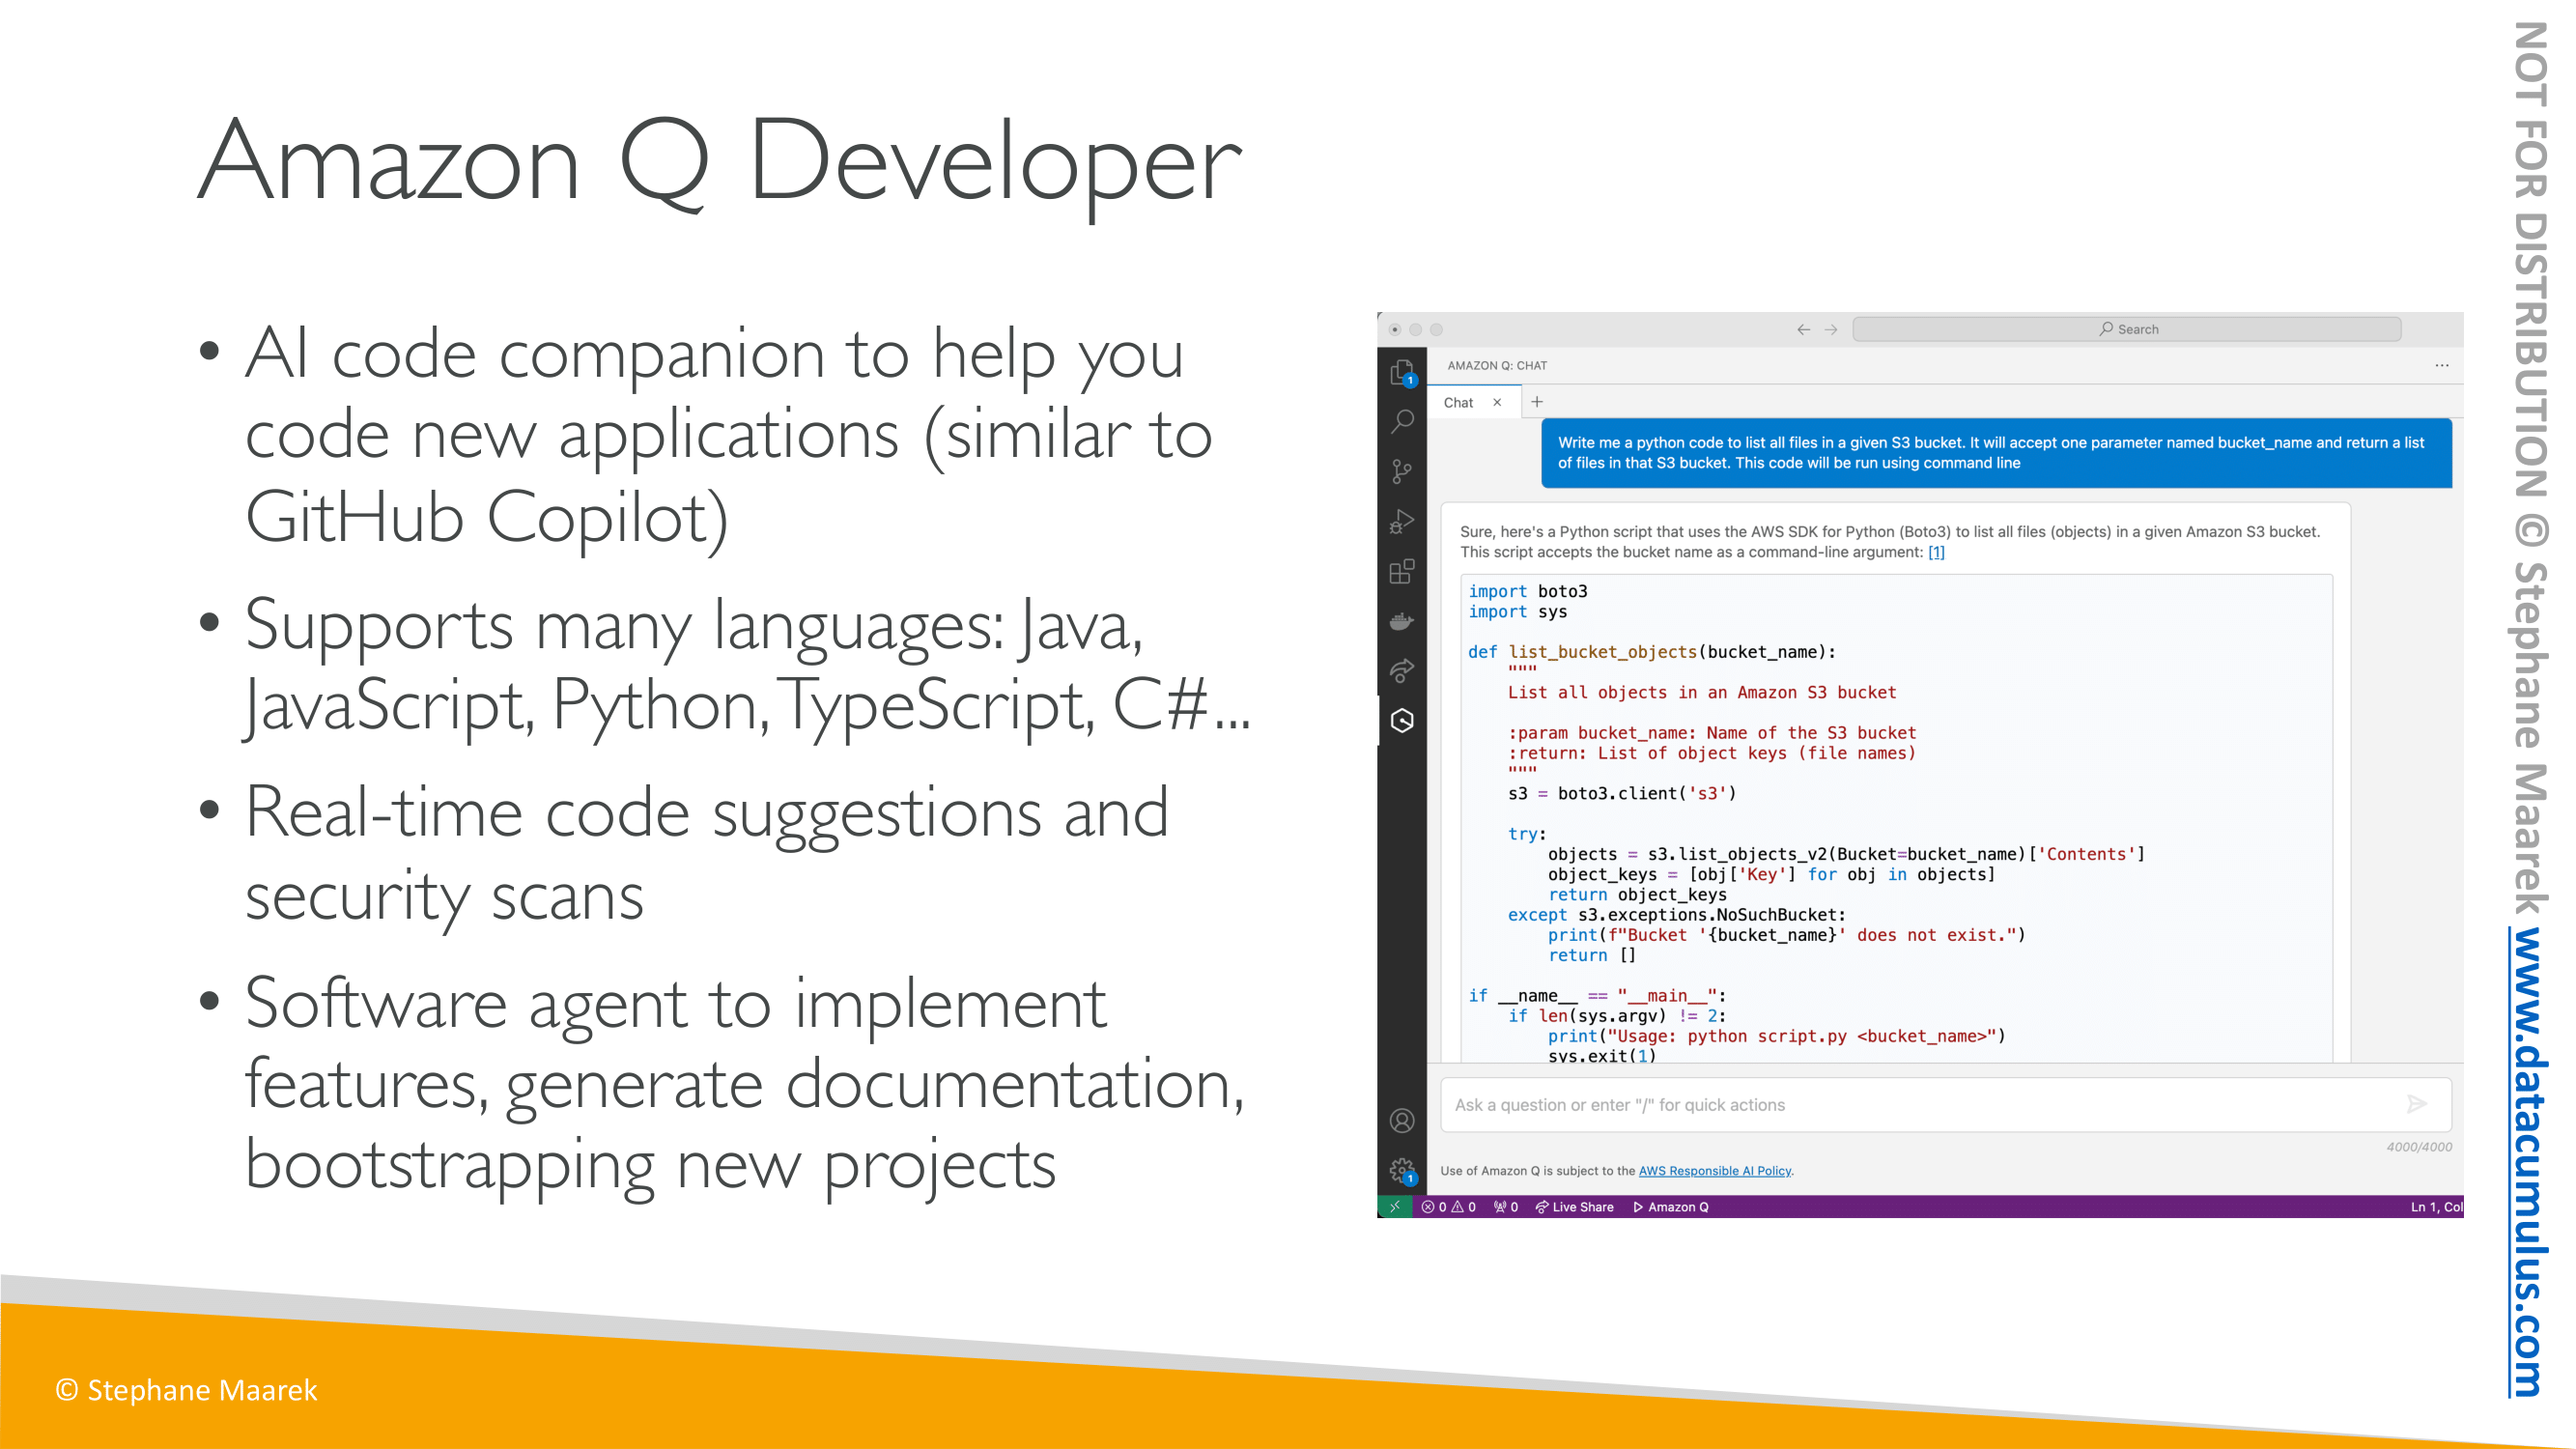 Amazon Q Developer
• AI code companion to help you
code new applications (similar to
GitHub Copilot)
• Supports many languages: Java,
JavaScript, Python, TypeScript, C#...
• Real-time code suggestions and
security scans
• Software agent to implement
features, generate documentation,
bootstrapping new projects
Search
AMAZON Q: CHAT
...
Chat × +
Write me a python code to list all files in a given S3 bucket. It will accept one parameter named bucket_name and return a list
of files in that S3 bucket. This code will be run using command line
Sure, here's a Python script that uses the AWS SDK for Python (Boto3) to list all files (objects) in a given Amazon S3 bucket.
This script accepts the bucket name as a command-line argument: [1]
import boto3
import sys
def list_bucket_objects(bucket_name):
"""
List all objects in an Amazon S3 bucket
:param bucket_name: Name of the S3 bucket
:return: List of object keys (file names)
"""
s3 = boto3.client('s3')
try:
objects = s3.list_objects_v2(Bucket=bucket_name)['Contents']
object_keys = [obj['Key'] for obj in objects]
return object_keys
except s3.exceptions.NoSuchBucket:
print(f"Bucket '{bucket_name}' does not exist.")
return []
if __name__ == "__main__":
if len(sys.argv) != 2:
print("Usage: python script.py <bucket_name>")
sys.exit(1)
Ask a question or enter "/" for quick actions
4000/4000
Use of Amazon Q is subject to the AWS Responsible AI Policy.
1
1
0 0 0 Live Share Amazon Q Ln 1, Col
© Stephane Maarek
NOT FOR DISTRIBUTION © Stephane Maarek www.datacumulus.com